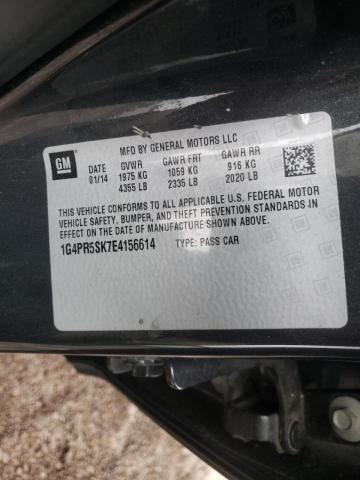 GM
MFD BY GENERAL MOTORS LLC
DATE GVWR GAWR FRT GAWR RR
01/14 1975 KG 1059 KG 916 KG
4355 LB 2335 LB 2020 LB
THIS VEHICLE CONFORMS TO ALL APPLICABLE U.S. FEDERAL MOTOR
VEHICLE SAFETY, BUMPER, AND THEFT PREVENTION STANDARDS IN
EFFECT ON THE DATE OF MANUFACTURE SHOWN ABOVE.
1G4PR5SK7E4156614 TYPE: PASS CAR